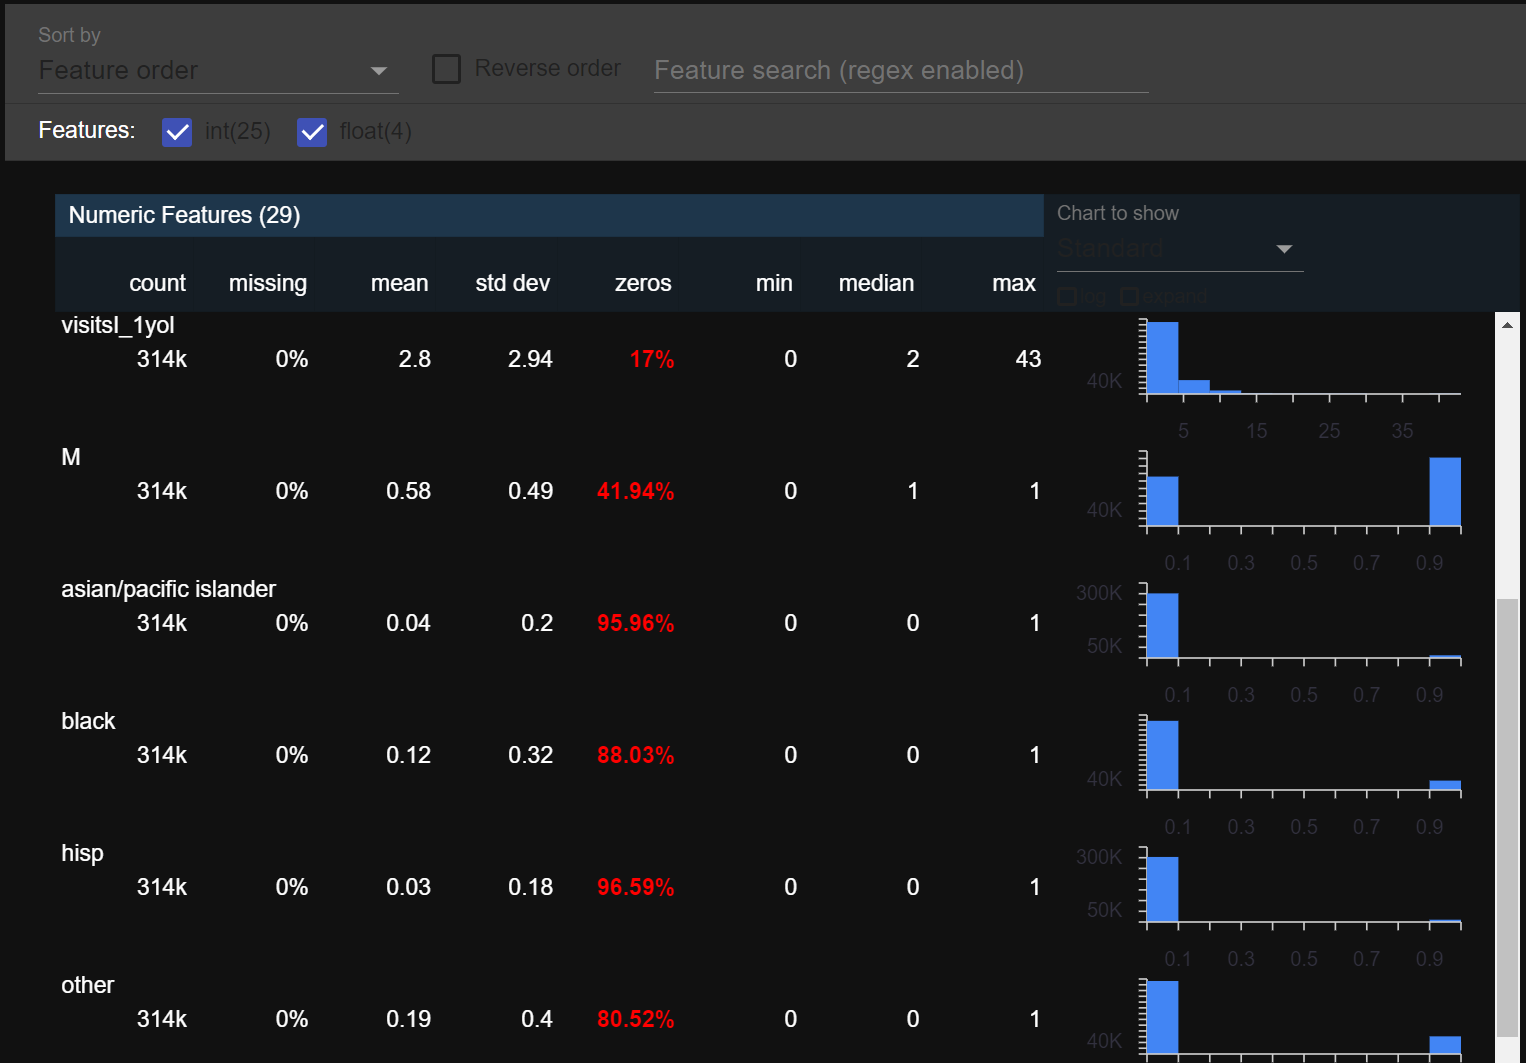 Sort by
Feature order
Reverse order
Feature search (regex enabled)
Features: int(25) float(4)
Numeric Features (29)
Chart to show
Standard
count missing mean std dev zeros min median max
log expand
visitsI_1yol
314k 0% 2.8 2.94 17% 0 2 43
40K
5 15 25 35
M
314k 0% 0.58 0.49 41.94% 0 1 1
40K
0.1 0.3 0.5 0.7 0.9
asian/pacific islander
314k 0% 0.04 0.2 95.96% 0 0 1
300K
50K
0.1 0.3 0.5 0.7 0.9
black
314k 0% 0.12 0.32 88.03% 0 0 1
40K
0.1 0.3 0.5 0.7 0.9
hisp
314k 0% 0.03 0.18 96.59% 0 0 1
300K
50K
0.1 0.3 0.5 0.7 0.9
other
314k 0% 0.19 0.4 80.52% 0 0 1
40K